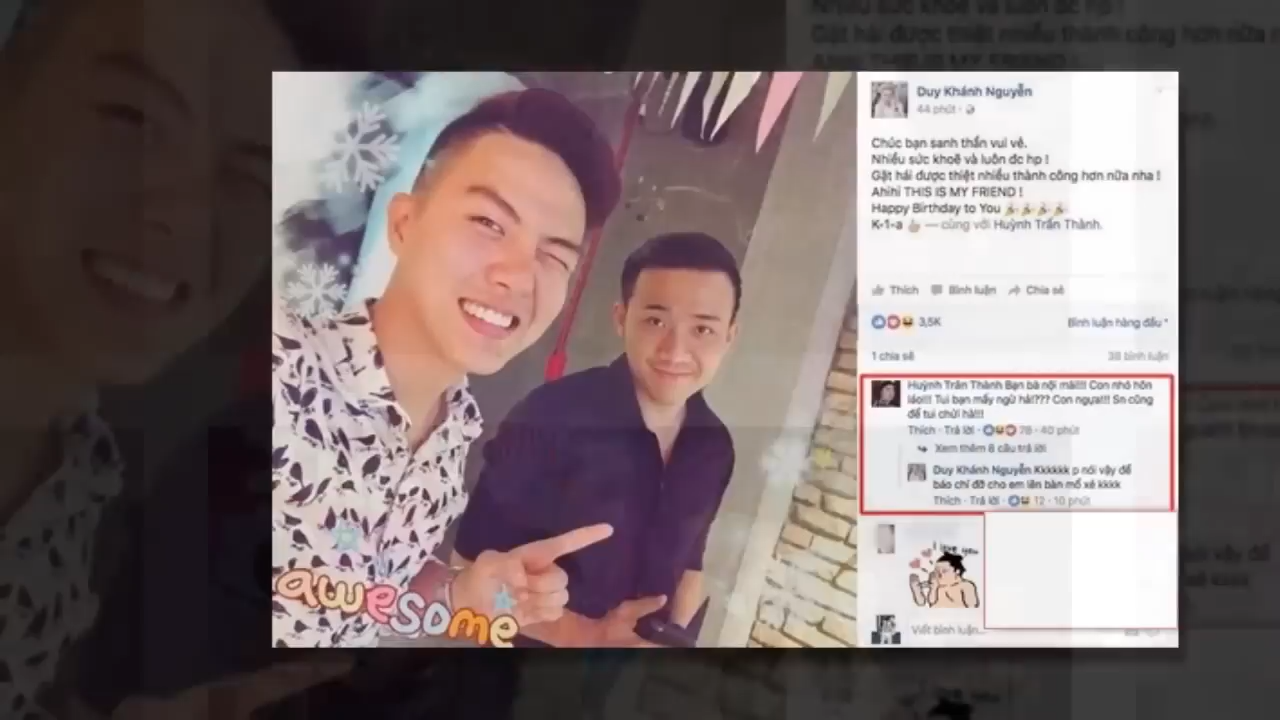 Duy Khánh Nguyễn
44 phút
Chúc bạn sanh thần vui vẻ.
Nhiều sức khoẽ và luôn đc hp !
Gặt hái được thiệt nhiều thành công hơn nữa nha !
Ahihi THIS IS MY FRIEND !
Happy Birthday to You
K-1-a — cùng với Huỳnh Trấn Thành.
Thích Bình luận Chia sẻ
3,5K Bình luận hàng đầu
1 chia sẻ 38 bình luận
Huỳnh Trấn Thành Bạn bà nội mài!!! Con nhỏ hỗn
láo!!! Tui bạn mấy ngừ hả!??? Con ngựa!!! Sn cũng
để tui chửi hà!!!
Thích · Trả lời · 78 · 40 phút
Xem thêm 8 câu trả lời
Duy Khánh Nguyễn Kkkkkk p nói vậy để
báo chí đỡ cho em lên bàn mổ xẻ kkkk
Thích · Trả lời · 12 · 10 phút
I love you
Viết bình luận...
awesome